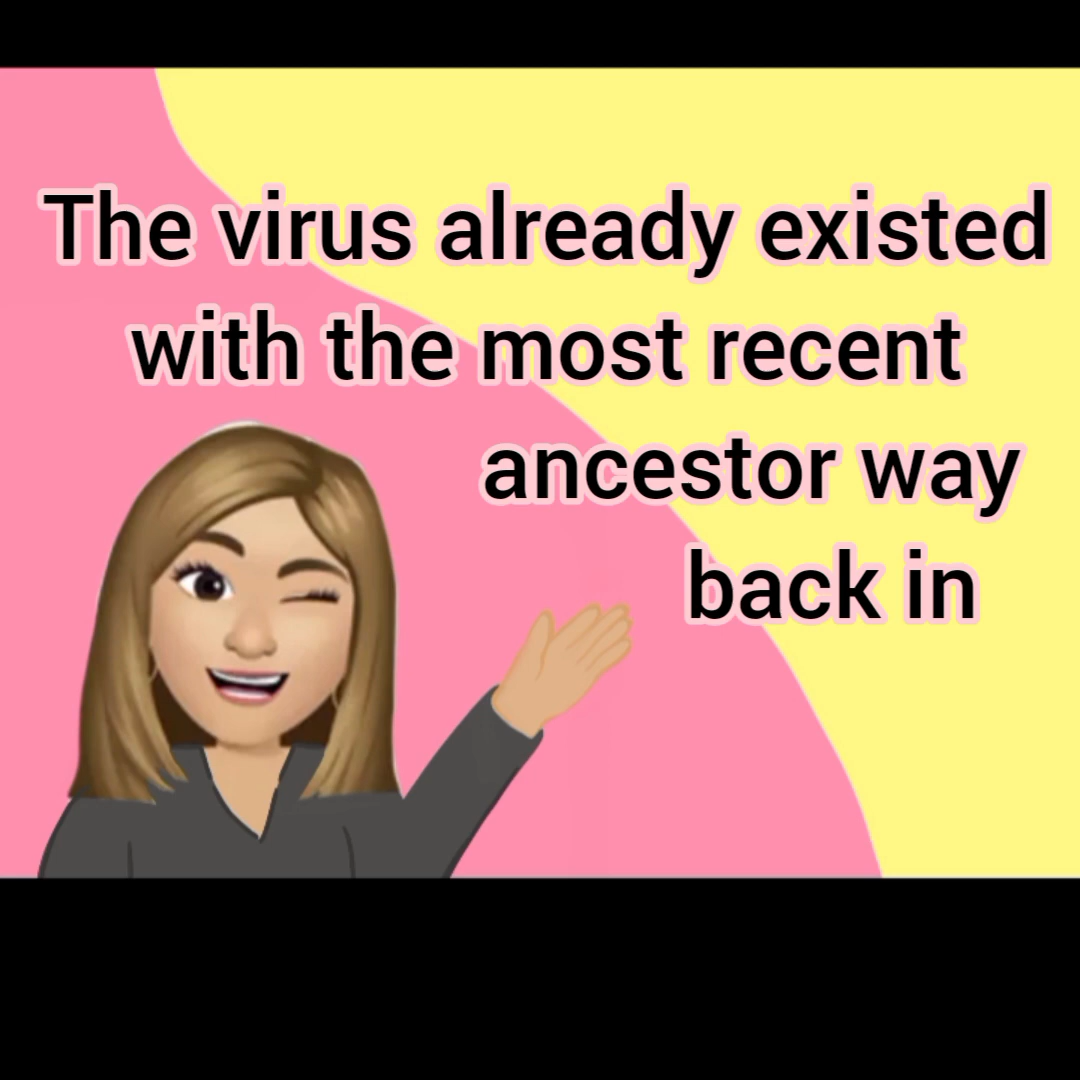 The virus already existed
with the most recent
ancestor way
back in